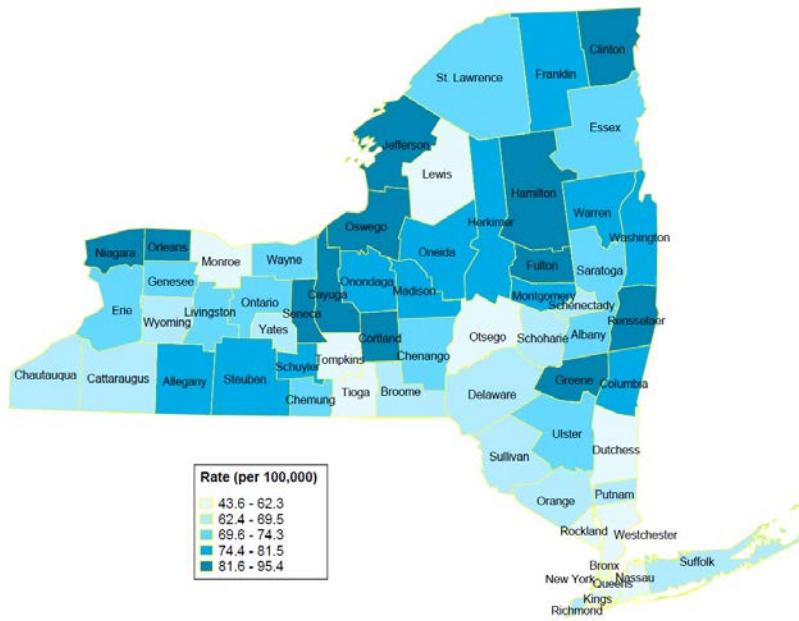 Clinton
St. Lawrence
Franklin
Essex
Jefferson
Lewis
Hamilton
Herkimer
Warren
Washington
Oswego
Oneida
Niagara
Orleans
Monroe
Wayne
Fulton
Saratoga
Genesee
Cayuga
Onondaga
Madison
Montgomery
Erie
Ontario
Livingston
Seneca
Schenectady
Wyoming
Yates
Cortland
Chenango
Otsego
Schoharie
Albany
Rensselaer
Chautauqua
Cattaraugus
Allegany
Steuben
Schuyler
Tompkins
Chemung
Tioga
Broome
Delaware
Greene
Columbia
Ulster
Sullivan
Dutchess
Orange
Putnam
Rockland
Westchester
Bronx
Suffolk
New York
Queens
Nassau
Kings
Richmond
Rate (per 100,000)
43.6 - 62.3
62.4 - 69.5
69.6 - 74.3
74.4 - 81.5
81.6 - 95.4